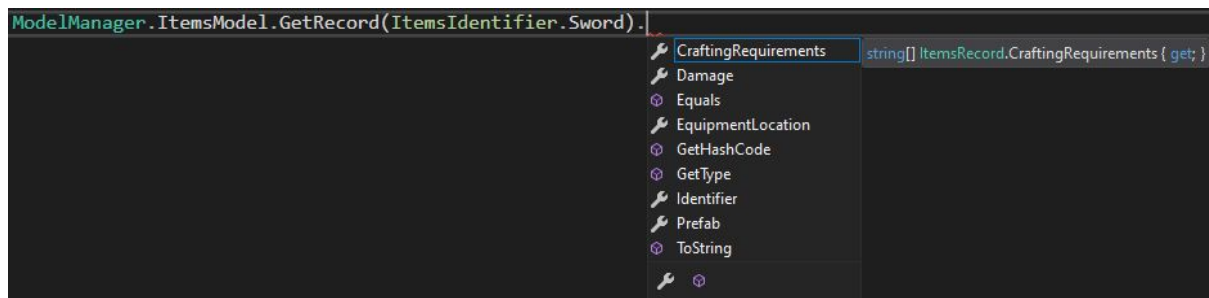 ModelManager.ItemsModel.GetRecord(ItemsIdentifier.Sword).
CraftingRequirements string[] ItemsRecord.CraftingRequirements { get; }
Damage
Equals
EquipmentLocation
GetHashCode
GetType
Identifier
Prefab
ToString